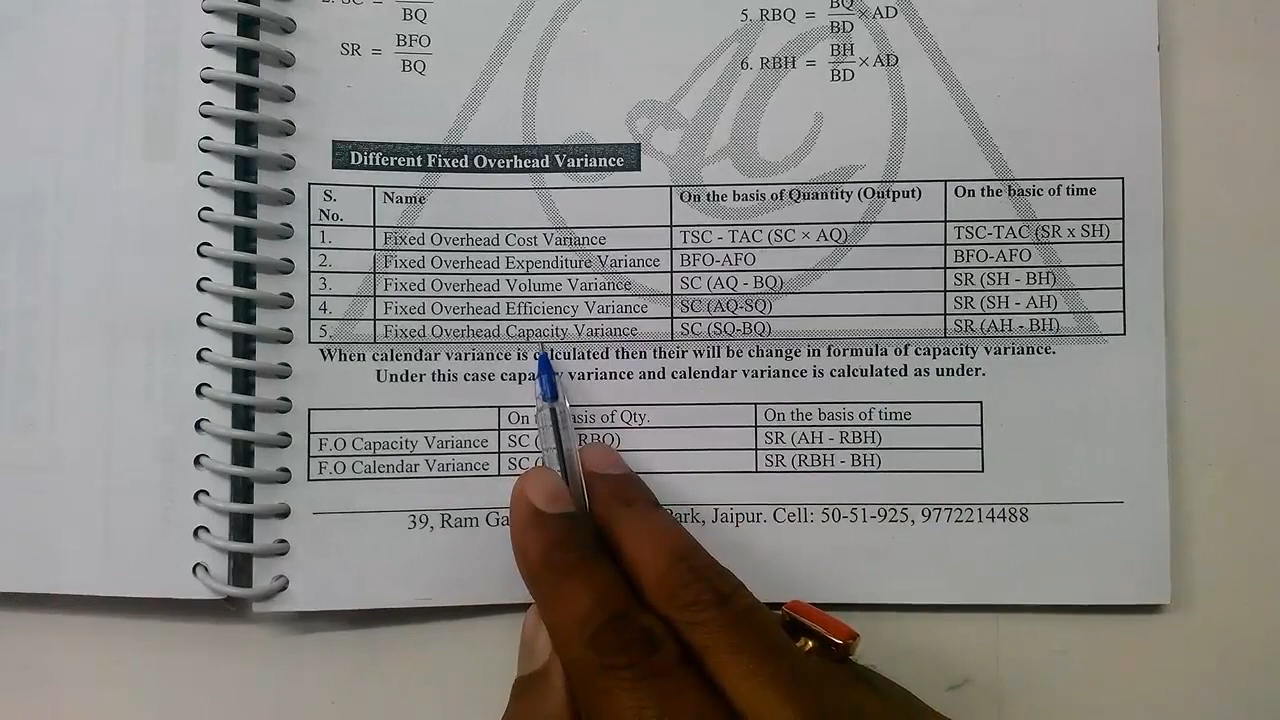 2. SC = BQ
SR = BFO / BQ
5. RBQ = BQ / BD × AD
6. RBH = BH / BD × AD
Different Fixed Overhead Variance
S. No. Name On the basis of Quantity (Output) On the basic of time
1. Fixed Overhead Cost Variance TSC - TAC (SC × AQ) TSC-TAC (SR x SH)
2. Fixed Overhead Expenditure Variance BFO-AFO BFO-AFO
3. Fixed Overhead Volume Variance SC (AQ - BQ) SR (SH - BH)
4. Fixed Overhead Efficiency Variance SC (AQ-SQ) SR (SH - AH)
5. Fixed Overhead Capacity Variance SC (SQ-BQ) SR (AH - BH)
When calendar variance is calculated then their will be change in formula of capacity variance.
Under this case variance and calendar variance is calculated as under.
On of Qty. On the basis of time
F.O Capacity Variance SC ( RBQ) SR (AH - RBH)
F.O Calendar Variance SC ( SR (RBH - BH)
39, Ram Park, Jaipur. Cell: 50-51-925, 9772214488